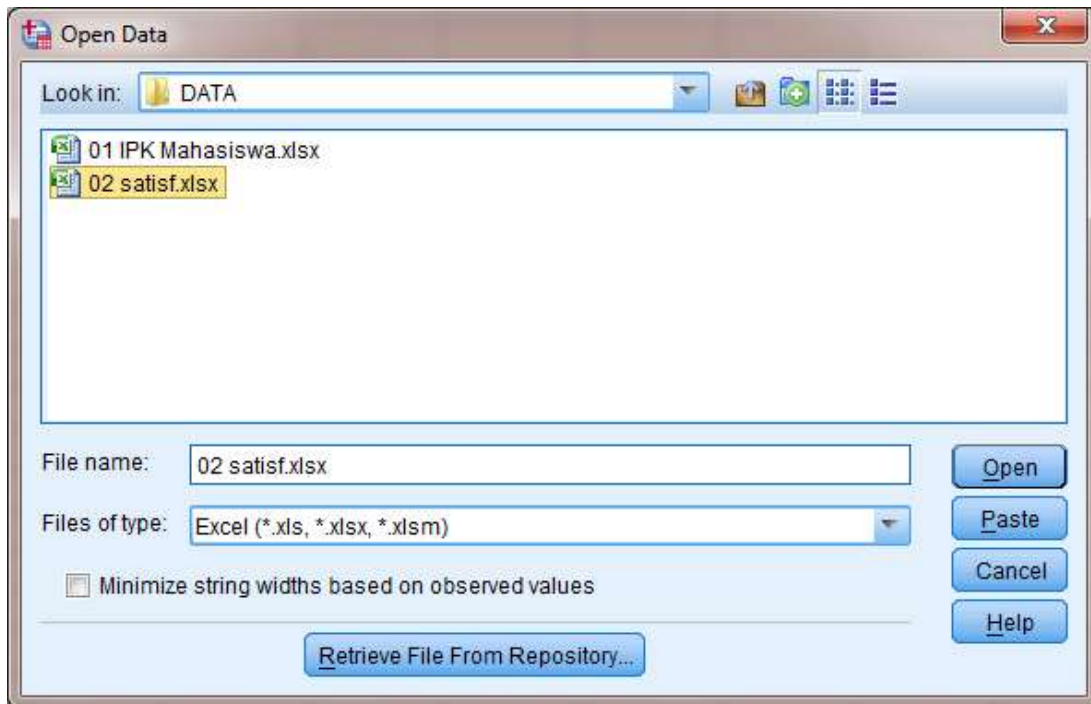 Open Data
Look in: DATA
01 IPK Mahasiswa.xlsx
02 satisf.xlsx
File name: 02 satisf.xlsx
Open
Files of type: Excel (*.xls, *.xlsx, *.xlsm)
Paste
Minimize string widths based on observed values
Cancel
Help
Retrieve File From Repository...